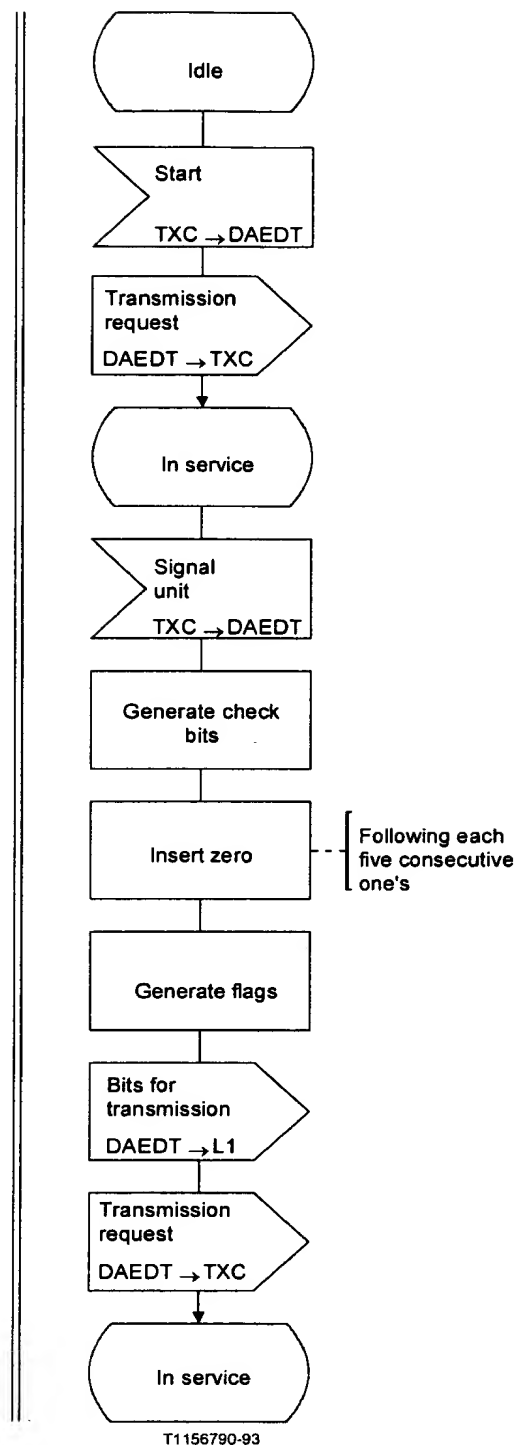 Idle
Start
TXC → DAEDT
Transmission
request
DAEDT → TXC
In service
Signal
unit
TXC → DAEDT
Generate check
bits
Insert zero
Following each
five consecutive
one's
Generate flags
Bits for
transmission
DAEDT → L1
Transmission
request
DAEDT → TXC
In service
T1156790-93